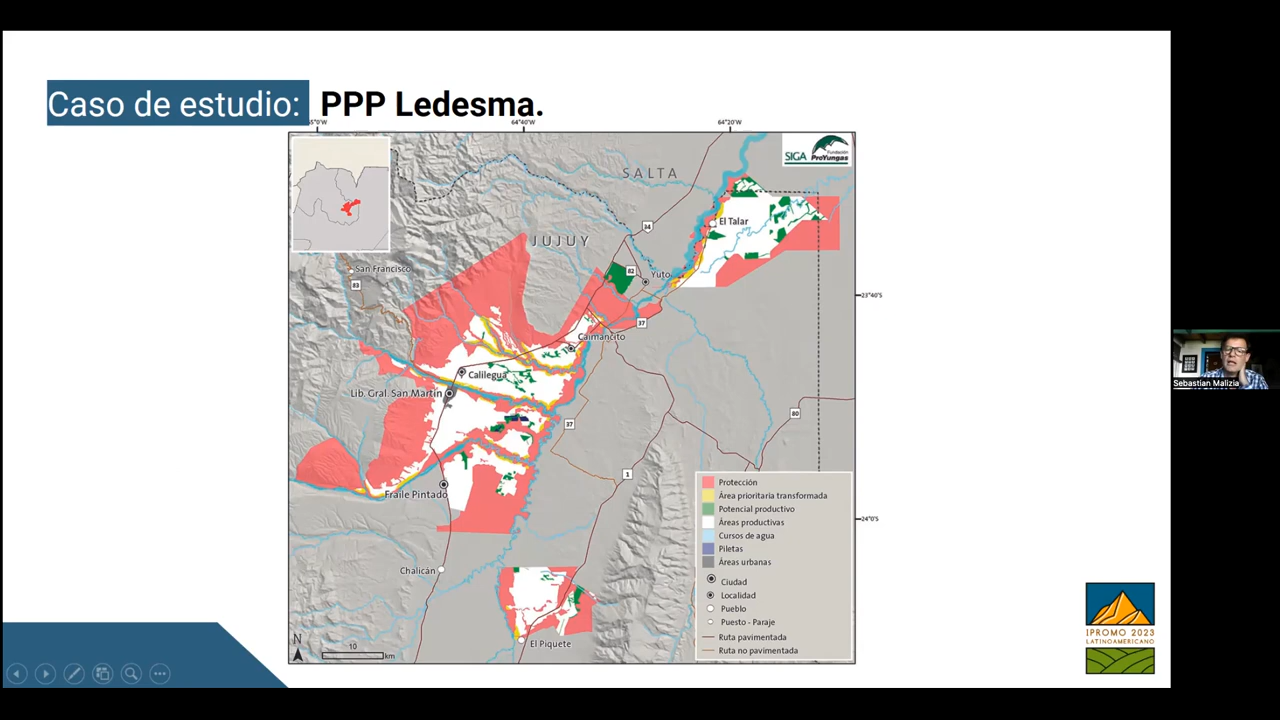 Caso de estudio: PPP Ledesma.
64°40'W
64°20'W
SIGA
Fundación
ProYungas
SALTA
JUJUY
El Talar
34
82
Yuto
San Francisco
83
23°40'S
37
Caimancito
Calilegua
Lib. Gral. San Martín
80
37
1
Fraile Pintado
24°0'S
Chalicán
El Piquete
Protección
Área prioritaria transformada
Potencial productivo
Áreas productivas
Cursos de agua
Piletas
Áreas urbanas
Ciudad
Localidad
Pueblo
Puesto - Paraje
Ruta pavimentada
Ruta no pavimentada
N
10
km
Sebastian Malizia
IPROMO 2023
LATINOAMERICANO